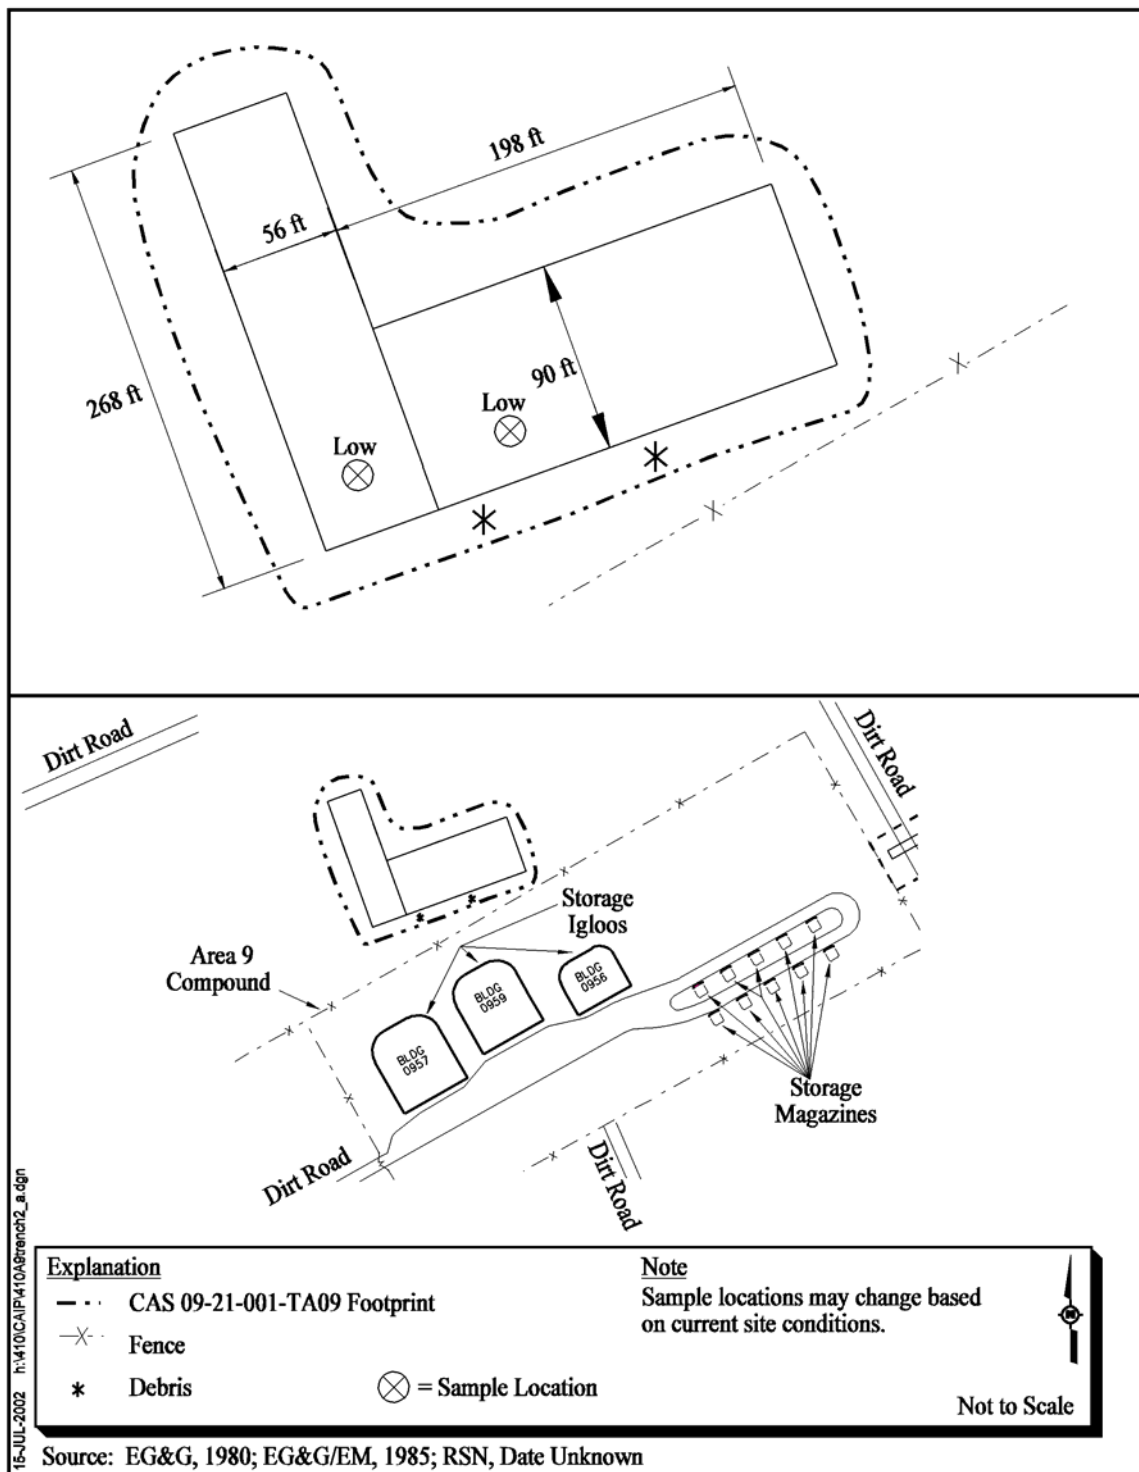 198 ft
56 ft
268 ft
90 ft
Low
Low
Dirt Road
Dirt Road
Storage
Igloos
Area 9
Compound
BLDG
0956
BLDG
0959
BLDG
0957
Storage
Magazines
Dirt Road
Dirt Road
Explanation
CAS 09-21-001-TA09 Footprint
Fence
Debris
= Sample Location
Note
Sample locations may change based
on current site conditions.
N
Not to Scale
15-JUL-2002 h:\410\CAIP\410A9trench2_a.dgn
Source: EG&G, 1980; EG&G/EM, 1985; RSN, Date Unknown